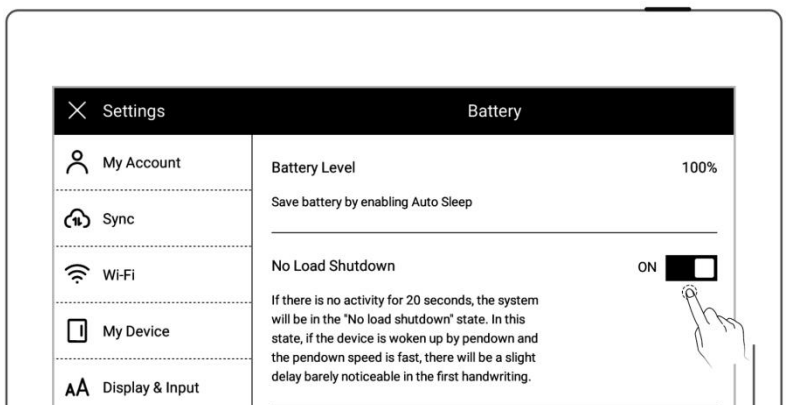 Settings
Battery
My Account
Sync
Wi-Fi
My Device
Display & Input
Battery Level
100%
Save battery by enabling Auto Sleep
No Load Shutdown
ON
If there is no activity for 20 seconds, the system
will be in the "No load shutdown" state. In this
state, if the device is woken up by pendown and
the pendown speed is fast, there will be a slight
delay barely noticeable in the first handwriting.